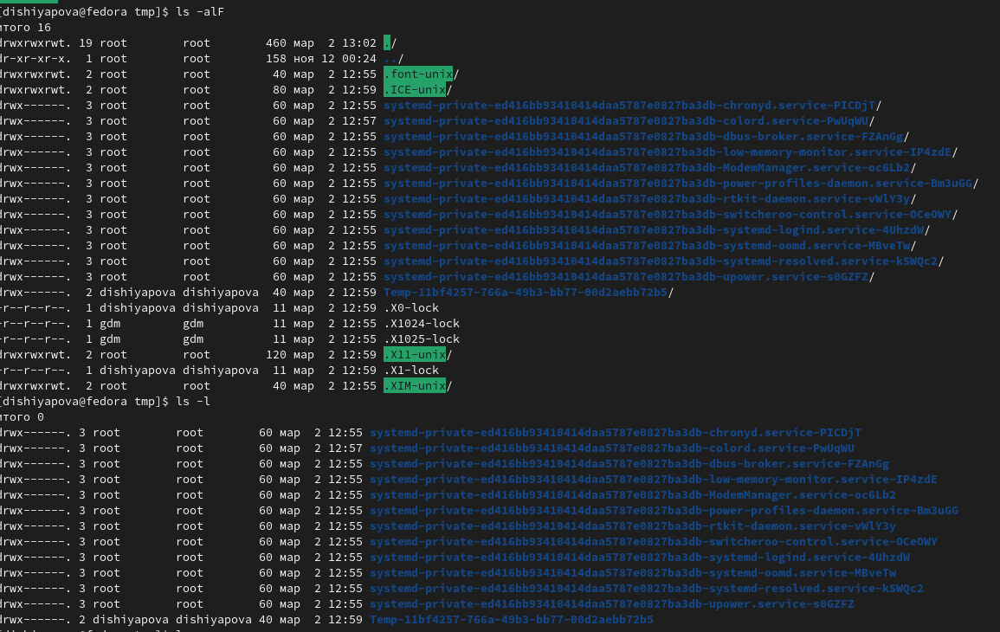 [dishiyapova@fedora tmp]$ ls -alF
итого 16
drwxrwxrwt. 19 root        root        460 мар  2 13:02 ./
dr-xr-xr-x.  1 root        root        158 ноя 12 00:24 ../
drwxrwxrwt.  2 root        root         40 мар  2 12:55 .font-unix/
drwxrwxrwt.  2 root        root         80 мар  2 12:59 .ICE-unix/
drwx------.  3 root        root         60 мар  2 12:55 systemd-private-ed416bb93410414daa5787e0827ba3db-chronyd.service-PICDjT/
drwx------.  3 root        root         60 мар  2 12:57 systemd-private-ed416bb93410414daa5787e0827ba3db-colord.service-PwUqWU/
drwx------.  3 root        root         60 мар  2 12:55 systemd-private-ed416bb93410414daa5787e0827ba3db-dbus-broker.service-FZAnGg/
drwx------.  3 root        root         60 мар  2 12:55 systemd-private-ed416bb93410414daa5787e0827ba3db-low-memory-monitor.service-IP4zdE/
drwx------.  3 root        root         60 мар  2 12:55 systemd-private-ed416bb93410414daa5787e0827ba3db-ModemManager.service-oc6Lb2/
drwx------.  3 root        root         60 мар  2 12:55 systemd-private-ed416bb93410414daa5787e0827ba3db-power-profiles-daemon.service-Bm3uGG/
drwx------.  3 root        root         60 мар  2 12:55 systemd-private-ed416bb93410414daa5787e0827ba3db-rtkit-daemon.service-vWlY3y/
drwx------.  3 root        root         60 мар  2 12:55 systemd-private-ed416bb93410414daa5787e0827ba3db-switcheroo-control.service-OCeOWY/
drwx------.  3 root        root         60 мар  2 12:55 systemd-private-ed416bb93410414daa5787e0827ba3db-systemd-logind.service-4UhzdW/
drwx------.  3 root        root         60 мар  2 12:55 systemd-private-ed416bb93410414daa5787e0827ba3db-systemd-oomd.service-MBveTw/
drwx------.  3 root        root         60 мар  2 12:55 systemd-private-ed416bb93410414daa5787e0827ba3db-systemd-resolved.service-kSWQc2/
drwx------.  3 root        root         60 мар  2 12:55 systemd-private-ed416bb93410414daa5787e0827ba3db-upower.service-s0GZFZ/
drwx------.  2 dishiyapova dishiyapova  40 мар  2 12:59 Temp-11bf4257-766a-49b3-bb77-00d2aebb72b5/
-r--r--r--.  1 dishiyapova dishiyapova  11 мар  2 12:59 .X0-lock
-r--r--r--.  1 gdm         gdm          11 мар  2 12:55 .X1024-lock
-r--r--r--.  1 gdm         gdm          11 мар  2 12:55 .X1025-lock
drwxrwxrwt.  2 root        root        120 мар  2 12:59 .X11-unix/
-r--r--r--.  1 dishiyapova dishiyapova  11 мар  2 12:59 .X1-lock
drwxrwxrwt.  2 root        root         40 мар  2 12:55 .XIM-unix/
[dishiyapova@fedora tmp]$ ls -l
итого 0
drwx------. 3 root        root        60 мар  2 12:55 systemd-private-ed416bb93410414daa5787e0827ba3db-chronyd.service-PICDjT
drwx------. 3 root        root        60 мар  2 12:57 systemd-private-ed416bb93410414daa5787e0827ba3db-colord.service-PwUqWU
drwx------. 3 root        root        60 мар  2 12:55 systemd-private-ed416bb93410414daa5787e0827ba3db-dbus-broker.service-FZAnGg
drwx------. 3 root        root        60 мар  2 12:55 systemd-private-ed416bb93410414daa5787e0827ba3db-low-memory-monitor.service-IP4zdE
drwx------. 3 root        root        60 мар  2 12:55 systemd-private-ed416bb93410414daa5787e0827ba3db-ModemManager.service-oc6Lb2
drwx------. 3 root        root        60 мар  2 12:55 systemd-private-ed416bb93410414daa5787e0827ba3db-power-profiles-daemon.service-Bm3uGG
drwx------. 3 root        root        60 мар  2 12:55 systemd-private-ed416bb93410414daa5787e0827ba3db-rtkit-daemon.service-vWlY3y
drwx------. 3 root        root        60 мар  2 12:55 systemd-private-ed416bb93410414daa5787e0827ba3db-switcheroo-control.service-OCeOWY
drwx------. 3 root        root        60 мар  2 12:55 systemd-private-ed416bb93410414daa5787e0827ba3db-systemd-logind.service-4UhzdW
drwx------. 3 root        root        60 мар  2 12:55 systemd-private-ed416bb93410414daa5787e0827ba3db-systemd-oomd.service-MBveTw
drwx------. 3 root        root        60 мар  2 12:55 systemd-private-ed416bb93410414daa5787e0827ba3db-systemd-resolved.service-kSWQc2
drwx------. 3 root        root        60 мар  2 12:55 systemd-private-ed416bb93410414daa5787e0827ba3db-upower.service-s0GZFZ
drwx------. 2 dishiyapova dishiyapova 40 мар  2 12:59 Temp-11bf4257-766a-49b3-bb77-00d2aebb72b5